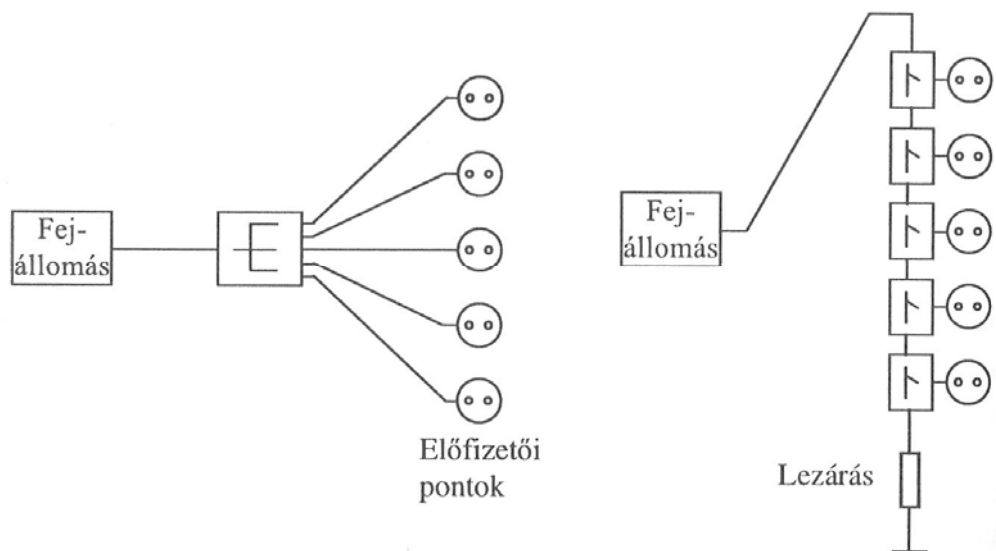 Fej-
állomás
Előfizetői
pontok
Fej-
állomás
Lezárás